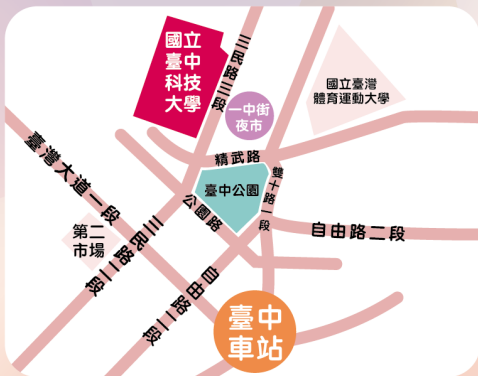 國立
臺中
科技
大學
三民路三段
一中街
夜市
國立臺灣
體育運動大學
精武路
臺中公園
雙十路一段
公園路
臺灣大道一段
第二
市場
三民路二段
自由路二段
自由路二段
臺中
車站